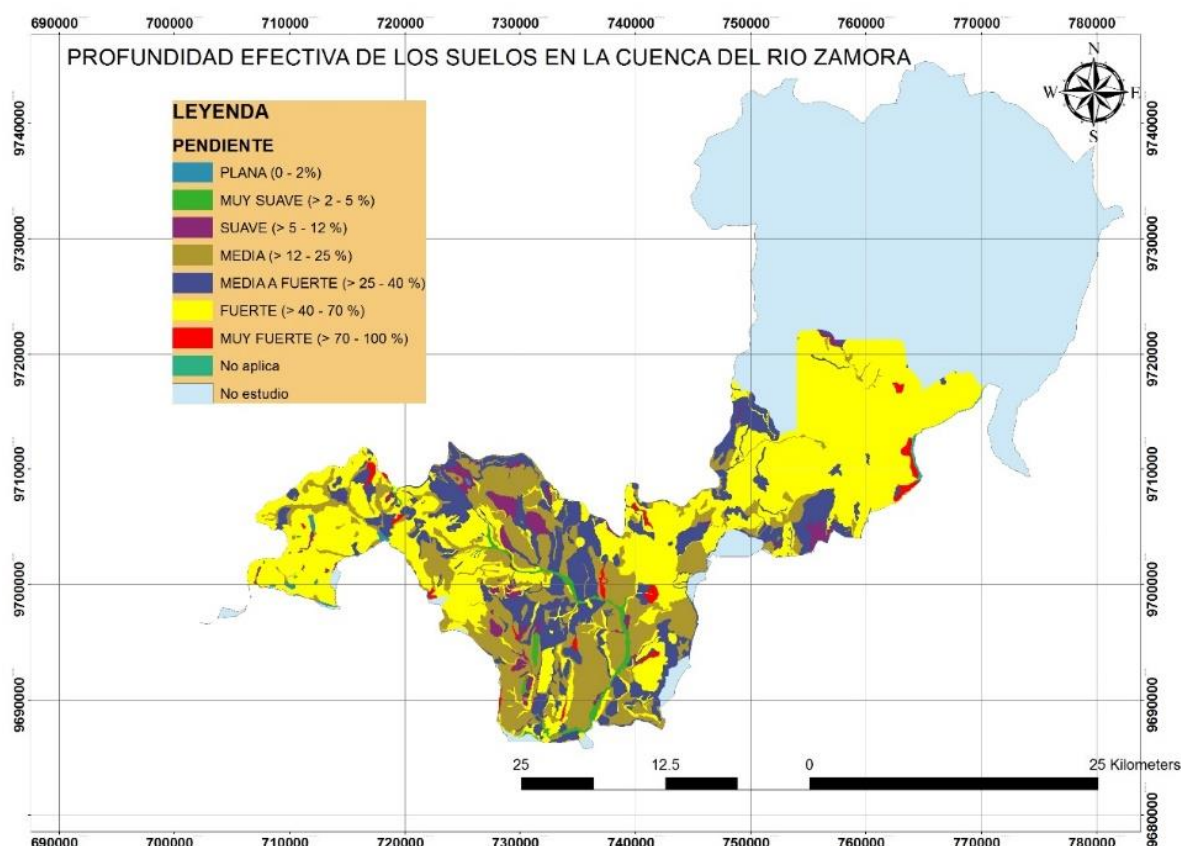 690000 700000 710000 720000 730000 740000 750000 760000 770000 780000
PROFUNDIDAD EFECTIVA DE LOS SUELOS EN LA CUENCA DEL RIO ZAMORA
N
W E
S
LEYENDA
PENDIENTE
PLANA (0 - 2%)
MUY SUAVE (> 2 - 5 %)
SUAVE (> 5 - 12 %)
MEDIA (> 12 - 25 %)
MEDIA A FUERTE (> 25 - 40 %)
FUERTE (> 40 - 70 %)
MUY FUERTE (> 70 - 100 %)
No aplica
No estudio
9740000 9740000
9730000 9730000
9720000 9720000
9710000 9710000
9700000 9700000
9690000 9690000
9680000 9680000
25 12.5 0 25 Kilometers
690000 700000 710000 720000 730000 740000 750000 760000 770000 780000